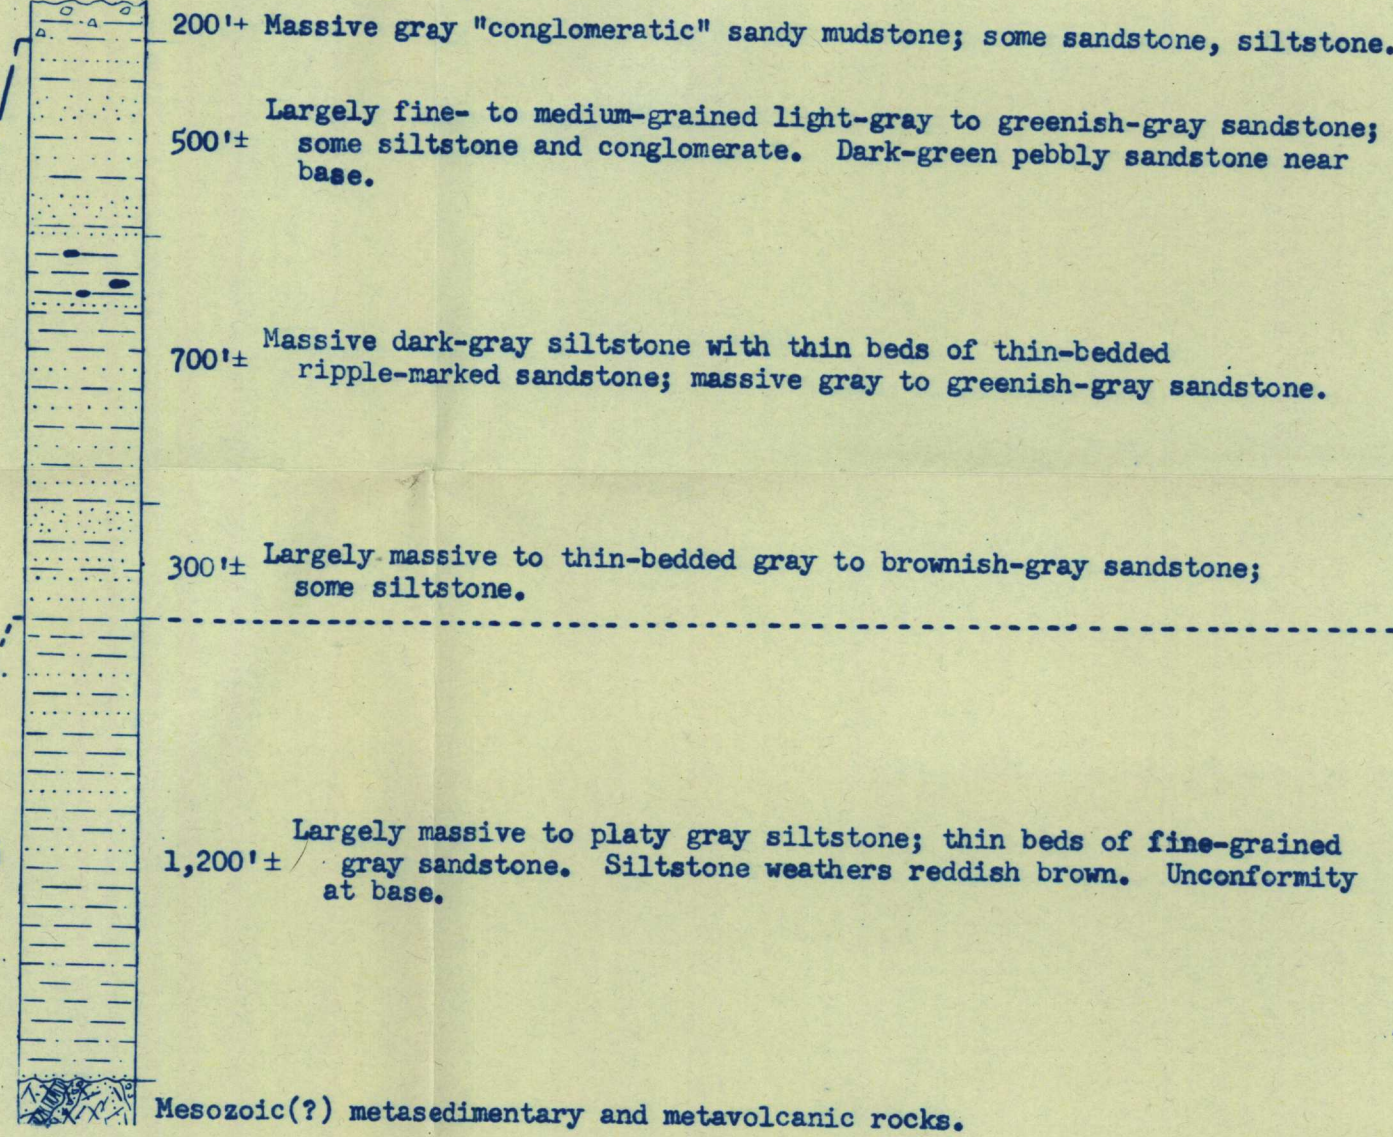 200'+ Massive gray "conglomeratic" sandy mudstone; some sandstone, siltstone.
Largely fine- to medium-grained light-gray to greenish-gray sandstone;
500'± some siltstone and conglomerate. Dark-green pebbly sandstone near
base.
Massive dark-gray siltstone with thin beds of thin-bedded
700'± ripple-marked sandstone; massive gray to greenish-gray sandstone.
300'± Largely massive to thin-bedded gray to brownish-gray sandstone;
some siltstone.
Largely massive to platy gray siltstone; thin beds of fine-grained
1,200'± gray sandstone. Siltstone weathers reddish brown. Unconformity
at base.
Mesozoic(?) metasedimentary and metavolcanic rocks.